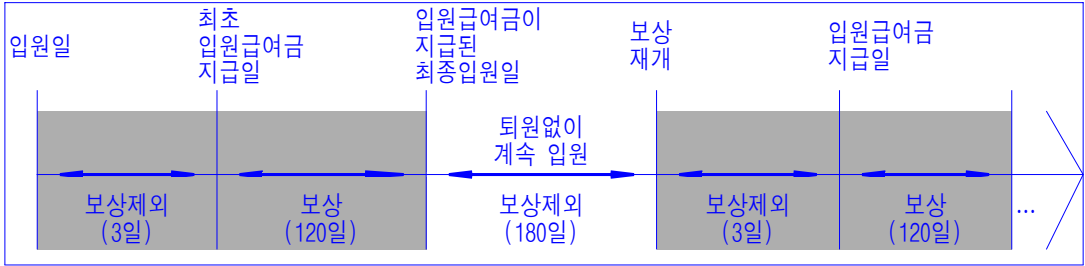 입원일
최초
입원급여금
지급일
입원급여금이
지급된
최종입원일
보상
재개
입원급여금
지급일
퇴원없이
계속 입원
보상제외
(3일)
보상
(120일)
보상제외
(180일)
보상제외
(3일)
보상
(120일)
...